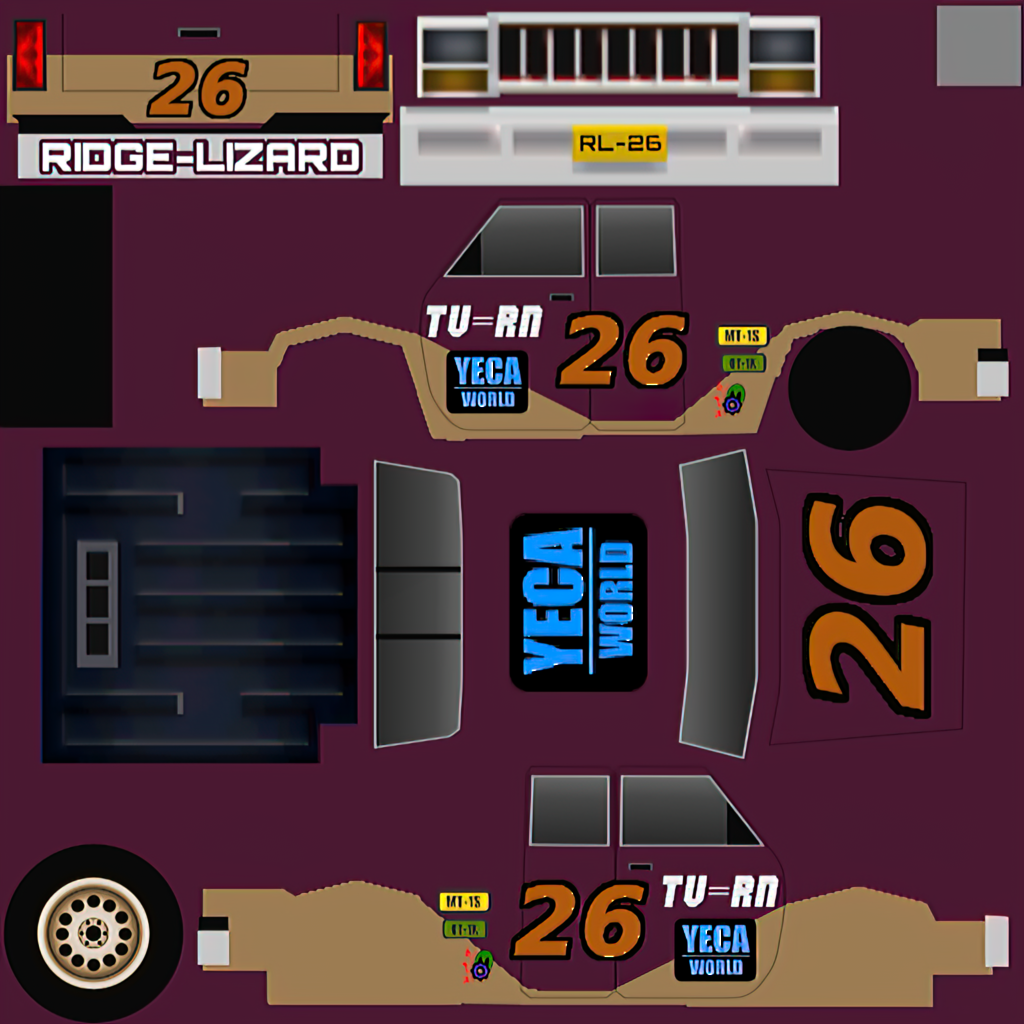 26
RIDGE=LIZARD
RL-26
TU=RN
26
MT·1S
YECA
WORLD
YECA
WORLD
26
26
TU=RN
MT·1S
YECA
WORLD